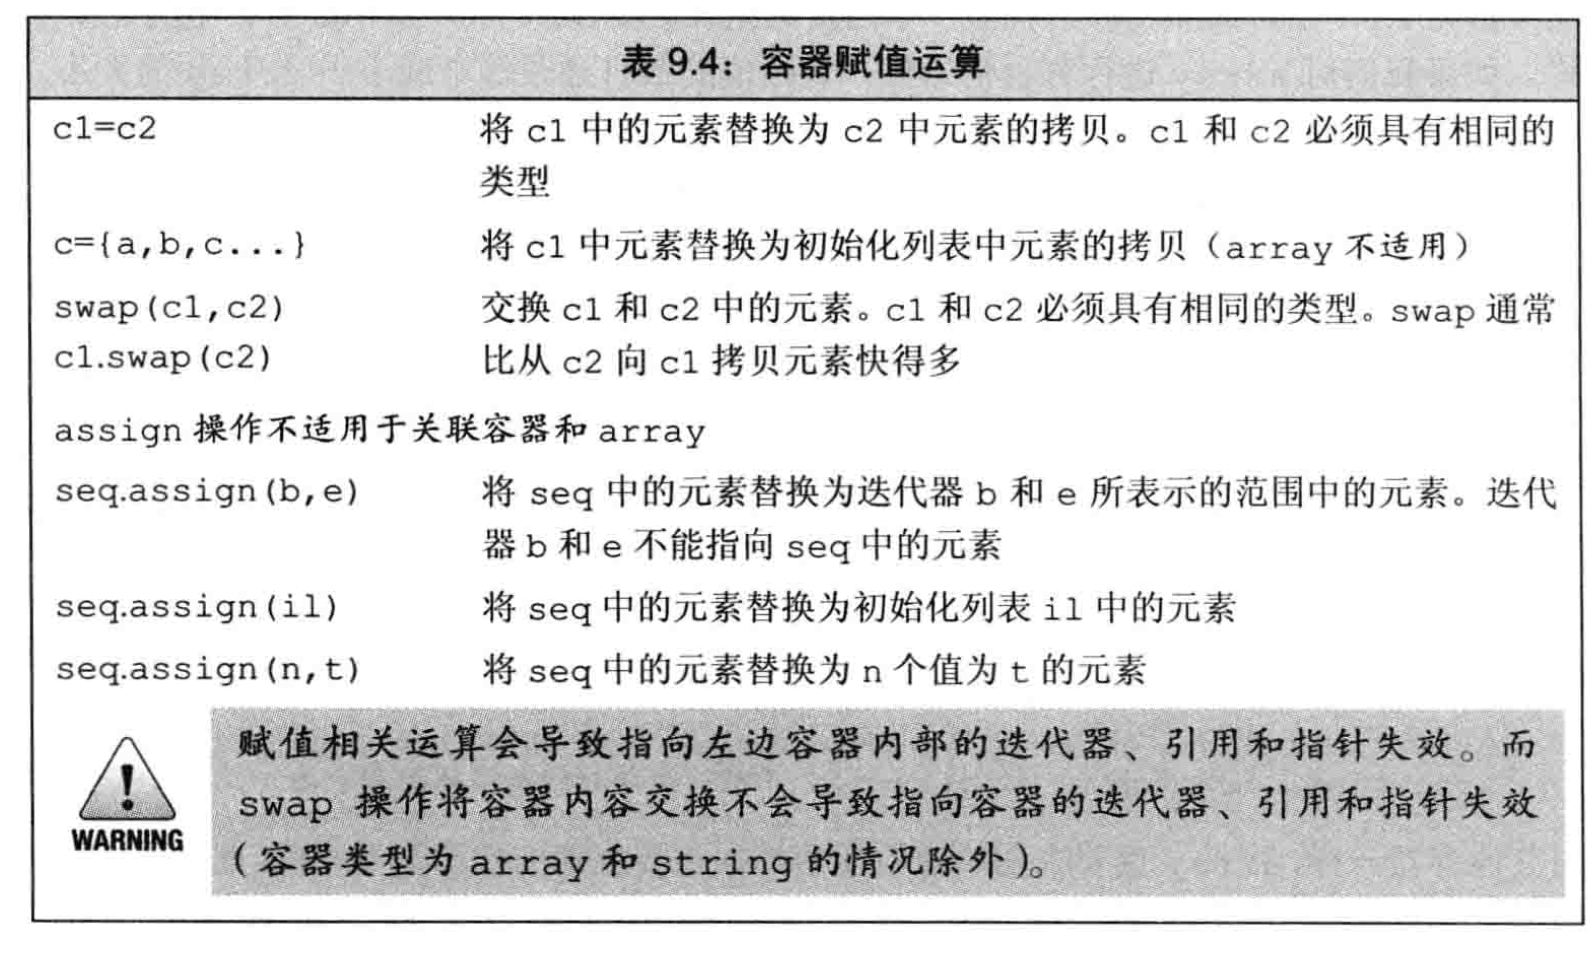 表 9.4：容器赋值运算
c1=c2 将 c1 中的元素替换为 c2 中元素的拷贝。c1 和 c2 必须具有相同的
类型
c={a,b,c...} 将 c1 中元素替换为初始化列表中元素的拷贝（array 不适用）
swap(c1,c2) 交换 c1 和 c2 中的元素。c1 和 c2 必须具有相同的类型。swap 通常
c1.swap(c2) 比从 c2 向 c1 拷贝元素快得多
assign 操作不适用于关联容器和 array
seq.assign(b,e) 将 seq 中的元素替换为迭代器 b 和 e 所表示的范围中的元素。迭代
器 b 和 e 不能指向 seq 中的元素
seq.assign(il) 将 seq 中的元素替换为初始化列表 il 中的元素
seq.assign(n,t) 将 seq 中的元素替换为 n 个值为 t 的元素
赋值相关运算会导致指向左边容器内部的迭代器、引用和指针失效。而
swap 操作将容器内容交换不会导致指向容器的迭代器、引用和指针失效
（容器类型为 array 和 string 的情况除外）。
WARNING